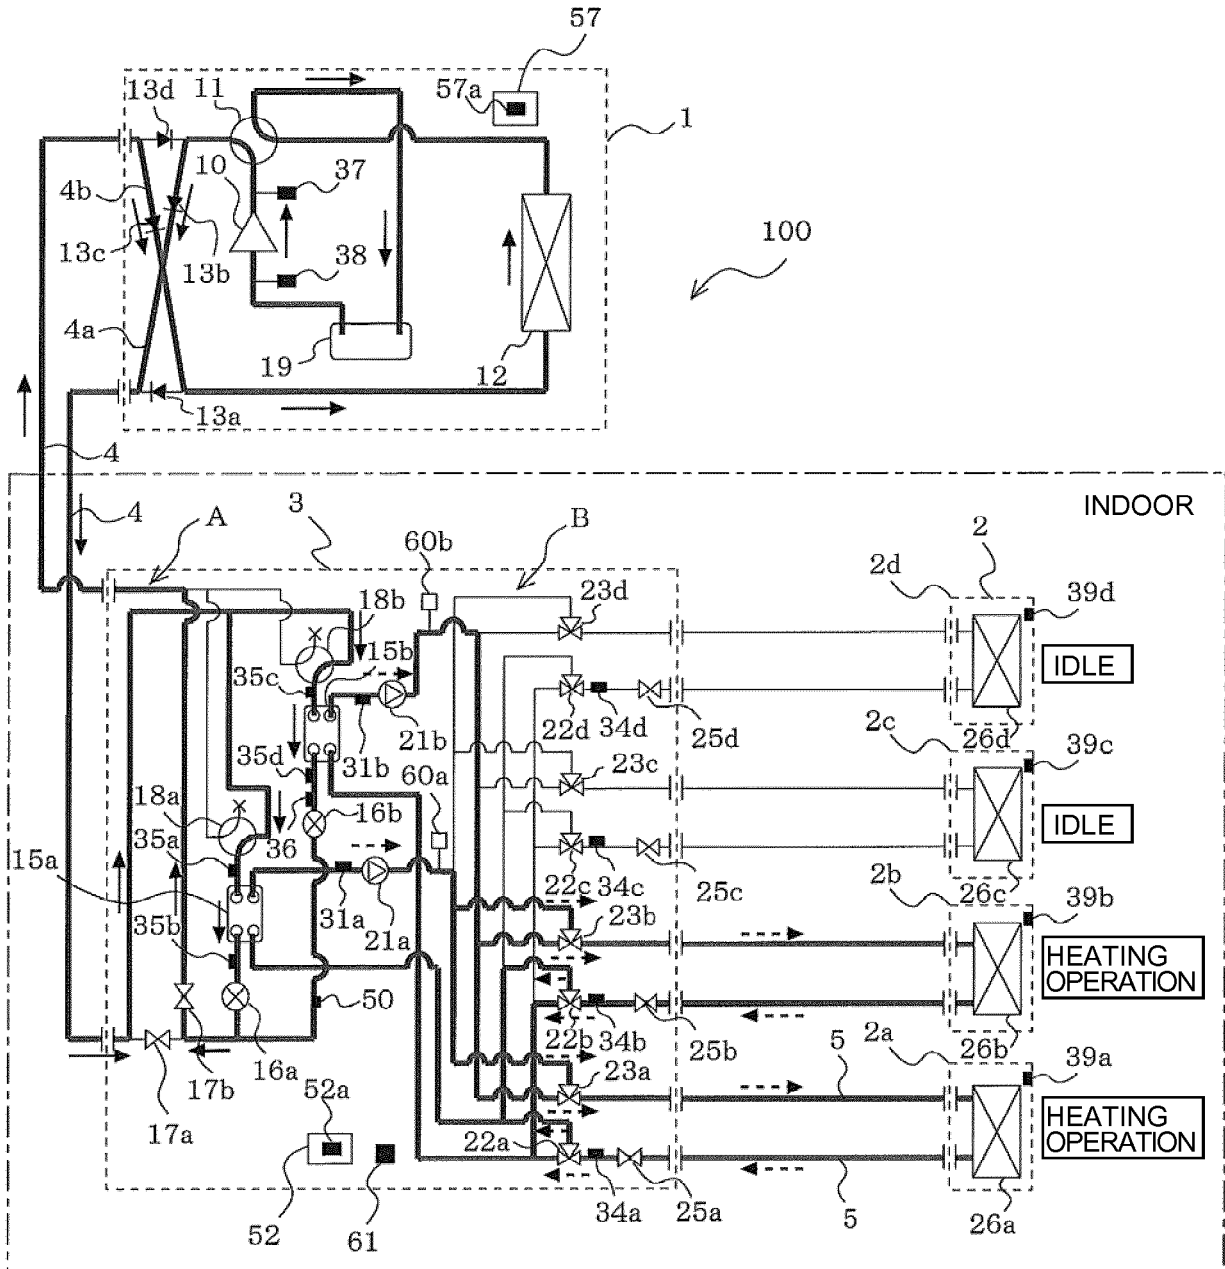 57
13d
11
57a
1
10
37
4b
100
13c
13b
38
4a
19
12
13a
4
4
INDOOR
A
3
B
2
60b
2d
39d
23d
18b
15b
IDLE
35c
22d
34d
25d
26d
21b
2c
39c
31b
35d
60a
23c
18a
16b
IDLE
35a
36
15a
22c
34c
25c
26c
2b
31a
39b
23b
35b
21a
HEATING
OPERATION
50
22b
34b
25b
26b
2a
39a
17b
16a
23a
5
52a
17a
HEATING
OPERATION
22a
52
61
34a
25a
5
26a